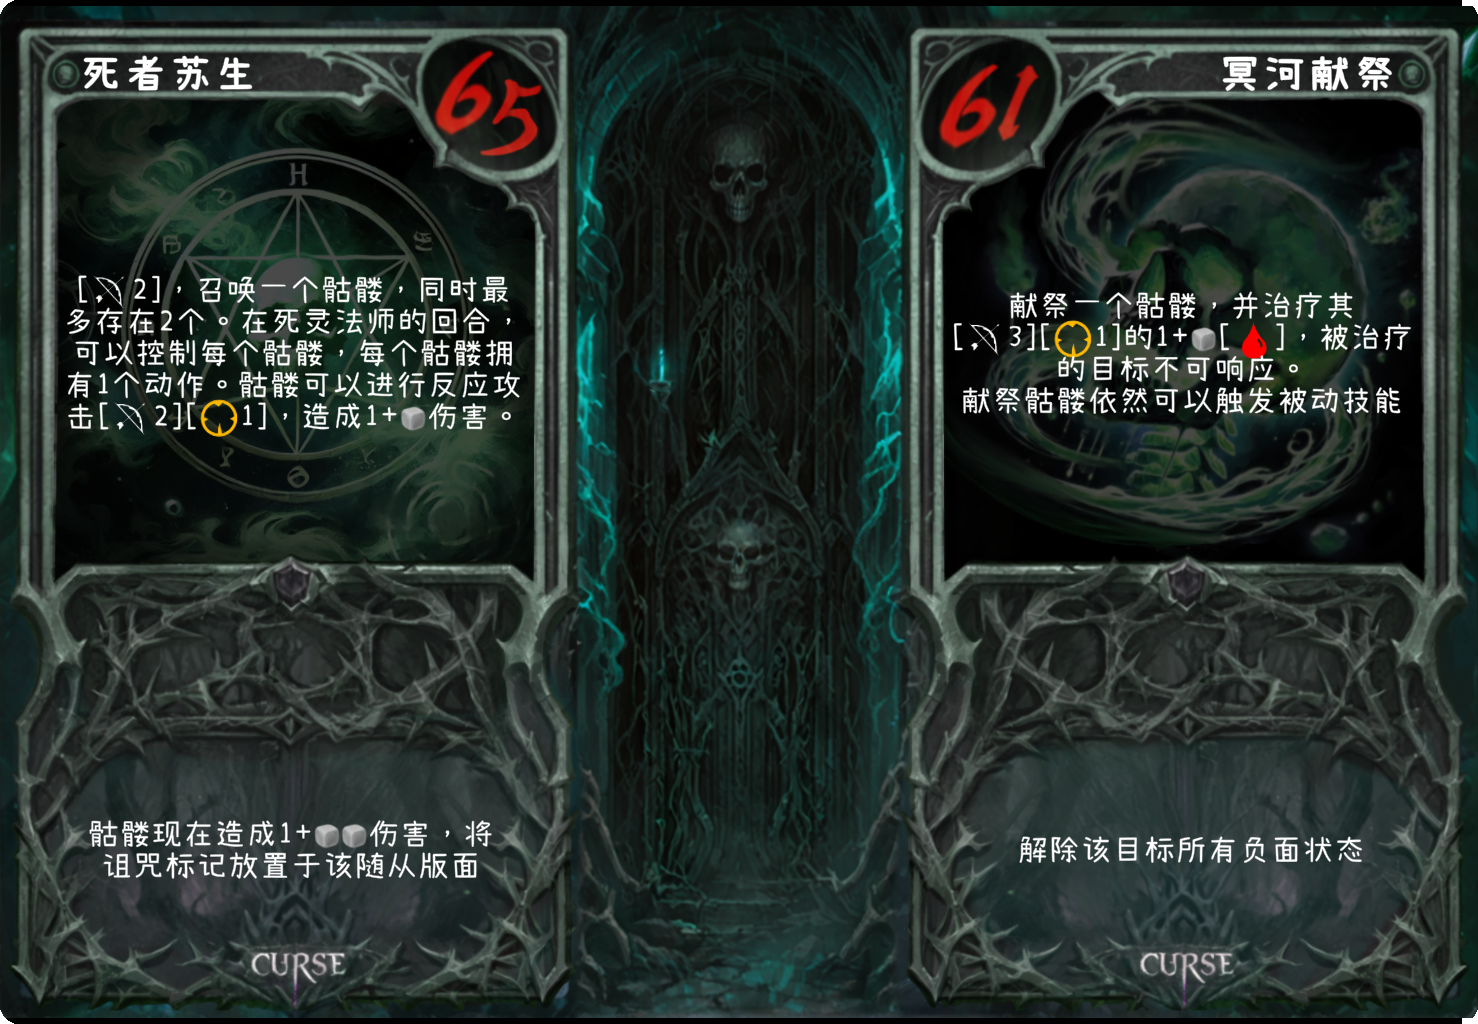 死者苏生
65
[2]，召唤一个骷髅，同时最
多存在2个。在死灵法师的回合，
可以控制每个骷髅，每个骷髅拥
有1个动作。骷髅可以进行反应攻
击[2][1]，造成1+伤害。
骷髅现在造成1+伤害，将
诅咒标记放置于该随从版面
CURSE
61
冥河献祭
献祭一个骷髅，并治疗其
[3][1]的1+[]，被治疗
的目标不可响应。
献祭骷髅依然可以触发被动技能
解除该目标所有负面状态
CURSE